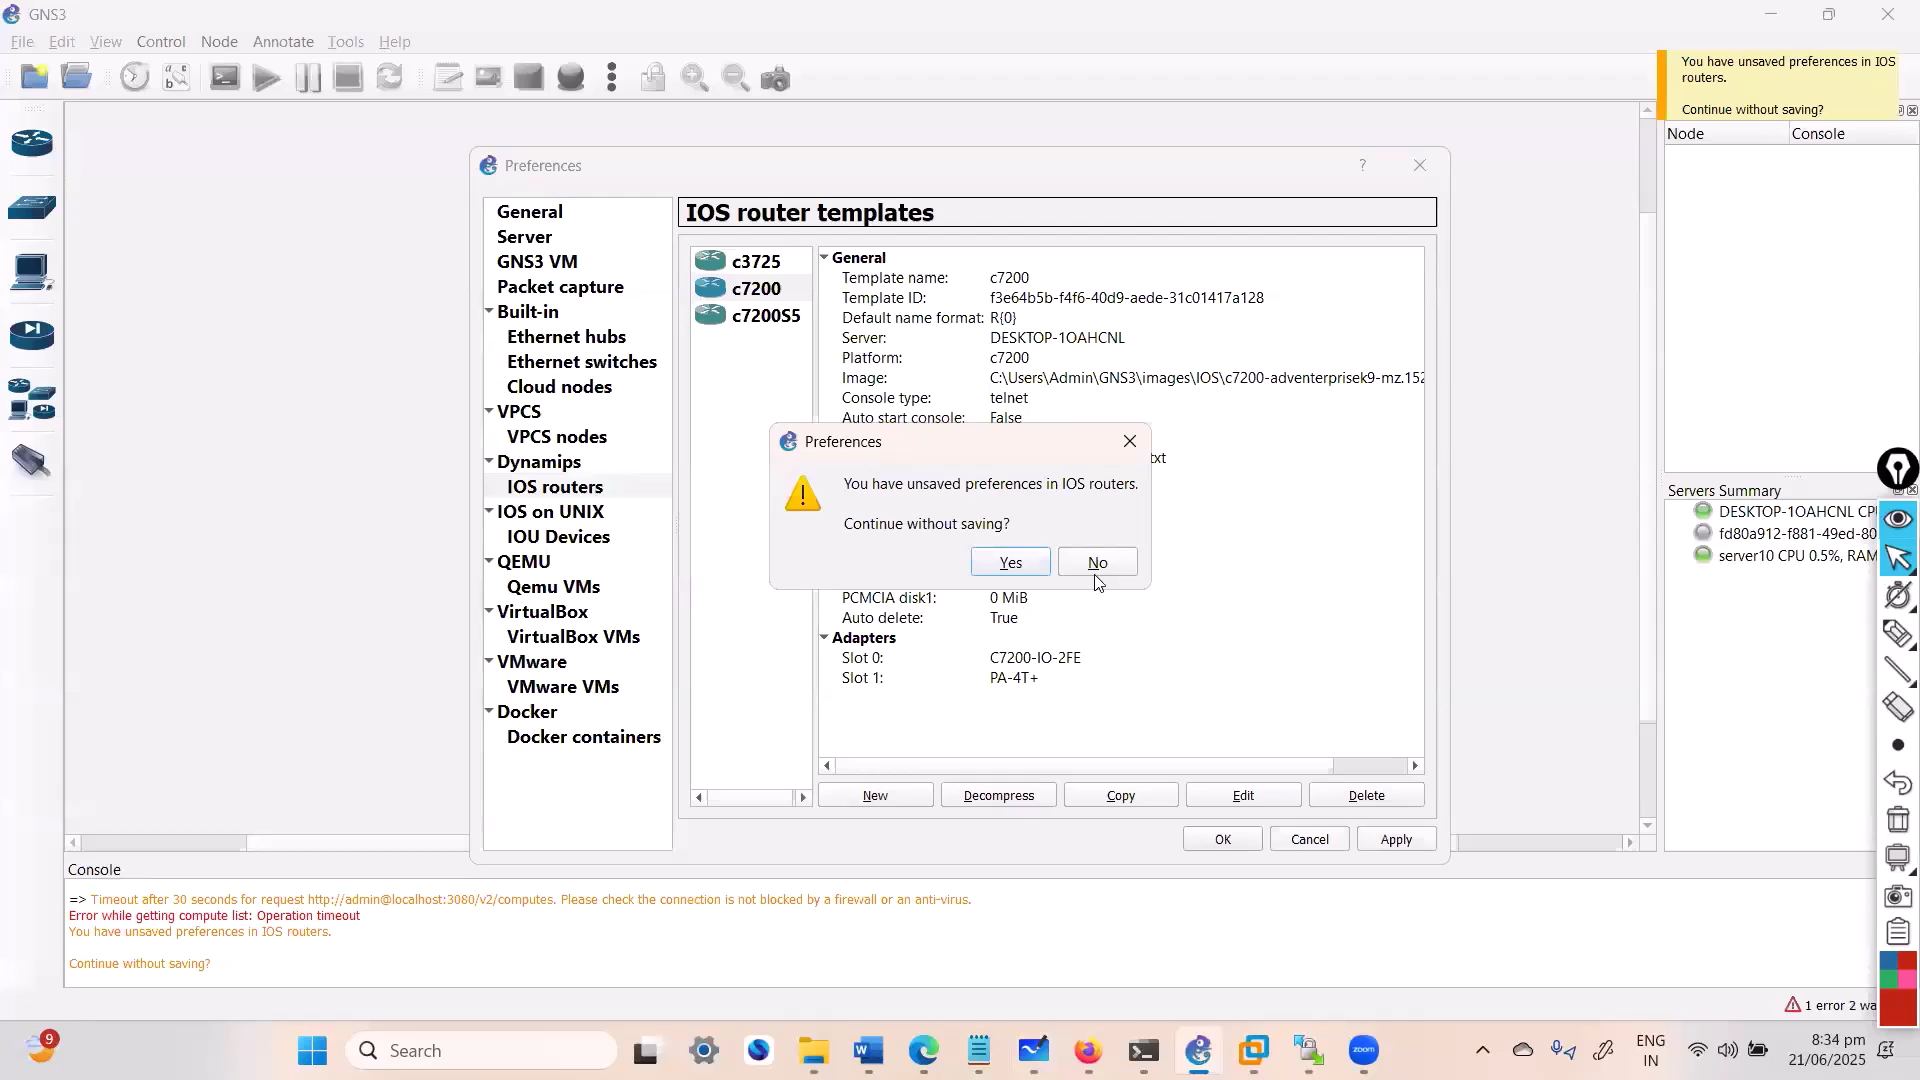 GNS3
File Edit View Control Node Annotate Tools Help
You have unsaved preferences in IOS
routers.
Continue without saving?
Node Console
Preferences
?
General
Server
GNS3 VM
Packet capture
Built-in
Ethernet hubs
Ethernet switches
Cloud nodes
VPCS
VPCS nodes
Dynamips
IOS routers
IOS on UNIX
IOU Devices
QEMU
Qemu VMs
VirtualBox
VirtualBox VMs
VMware
VMware VMs
Docker
Docker containers
IOS router templates
c3725
c7200
c7200S5
General
Template name: c7200
Template ID: f3e64b5b-f4f6-40d9-aede-31c01417a128
Default name format: R{0}
Server: DESKTOP-1OAHCNL
Platform: c7200
Image: C:\Users\Admin\GNS3\images\IOS\c7200-adventerprisek9-mz.152
Console type: telnet
Auto start console: False
txt
Preferences
You have unsaved preferences in IOS routers.
Continue without saving?
Yes No
PCMCIA disk1: 0 MiB
Auto delete: True
Adapters
Slot 0: C7200-IO-2FE
Slot 1: PA-4T+
New Decompress Copy Edit Delete
OK Cancel Apply
Servers Summary
DESKTOP-1OAHCNL CP
fd80a912-f881-49ed-80
server10 CPU 0.5%, RAM
Console
=> Timeout after 30 seconds for request http://admin@localhost:3080/v2/computes. Please check the connection is not blocked by a firewall or an anti-virus.
Error while getting compute list: Operation timeout
You have unsaved preferences in IOS routers.
Continue without saving?
1 error 2 wa
9
Search
zoom
ENG
IN
8:34 pm
21/06/2025